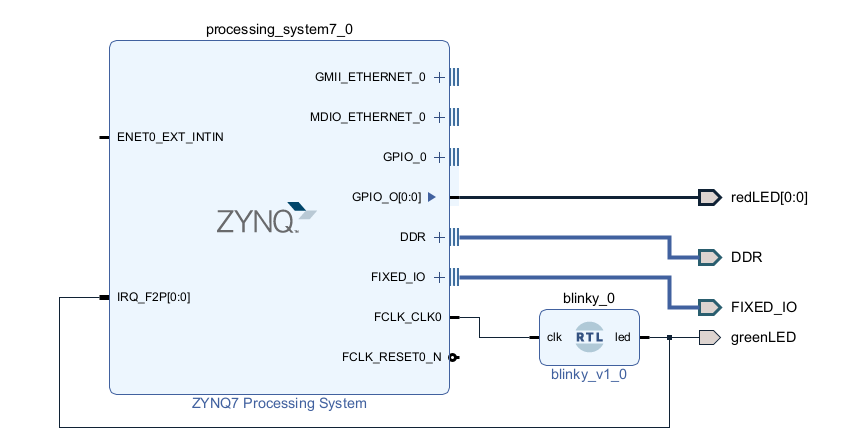 processing_system7_0
GMII_ETHERNET_0
MDIO_ETHERNET_0
ENET0_EXT_INTIN
GPIO_0
GPIO_O[0:0]
redLED[0:0]
ZYNQ
DDR
DDR
FIXED_IO
IRQ_F2P[0:0]
blinky_0
FIXED_IO
FCLK_CLK0
clk
RTL
led
greenLED
FCLK_RESET0_N
blinky_v1_0
ZYNQ7 Processing System